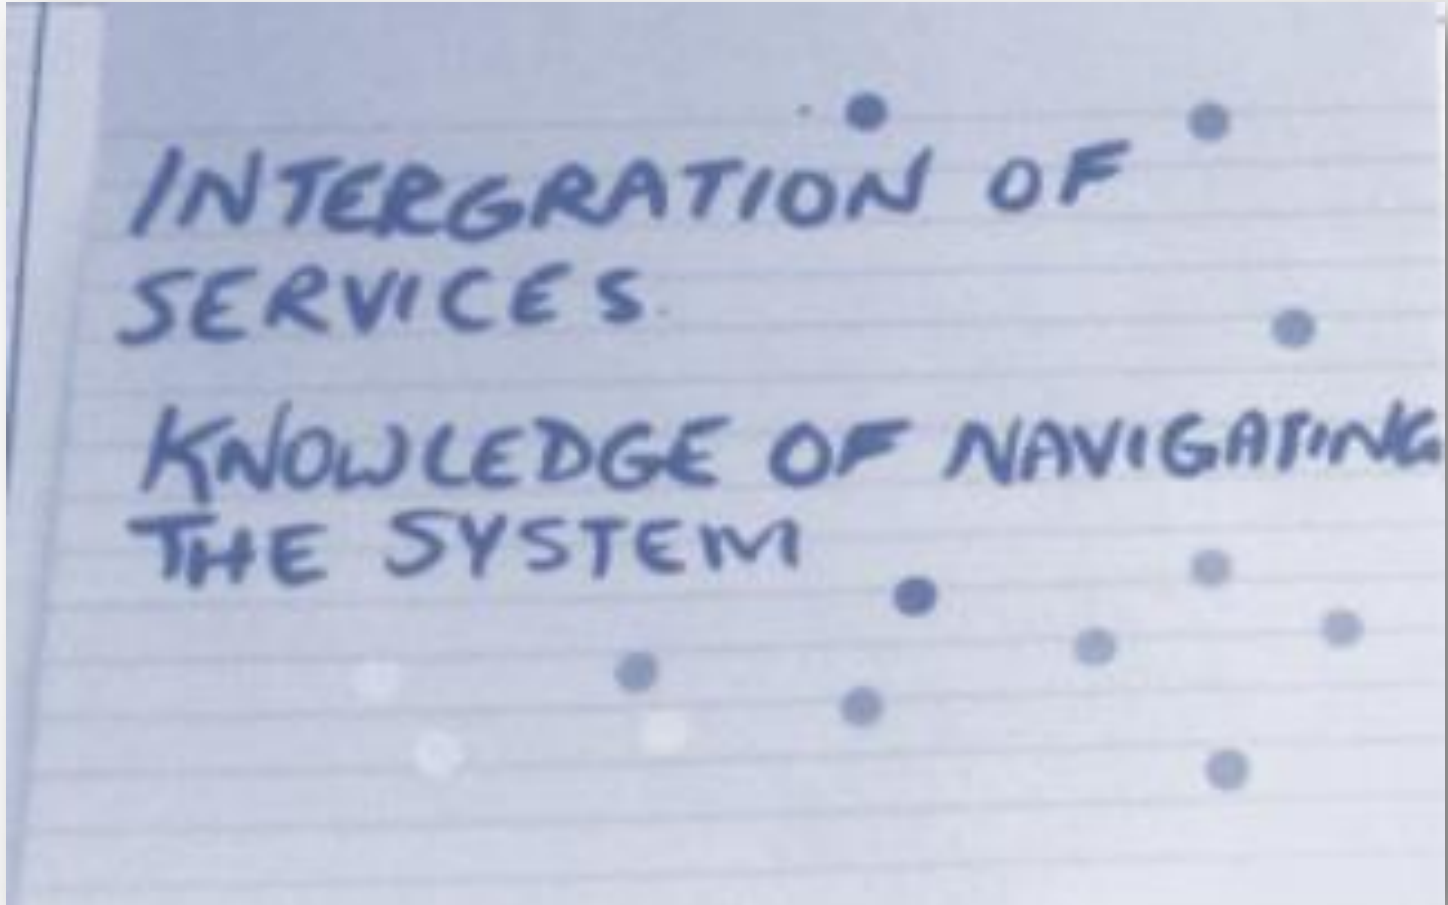 INTERGRATION OF
SERVICES.
KNOWLEDGE OF NAVIGATING
THE SYSTEM